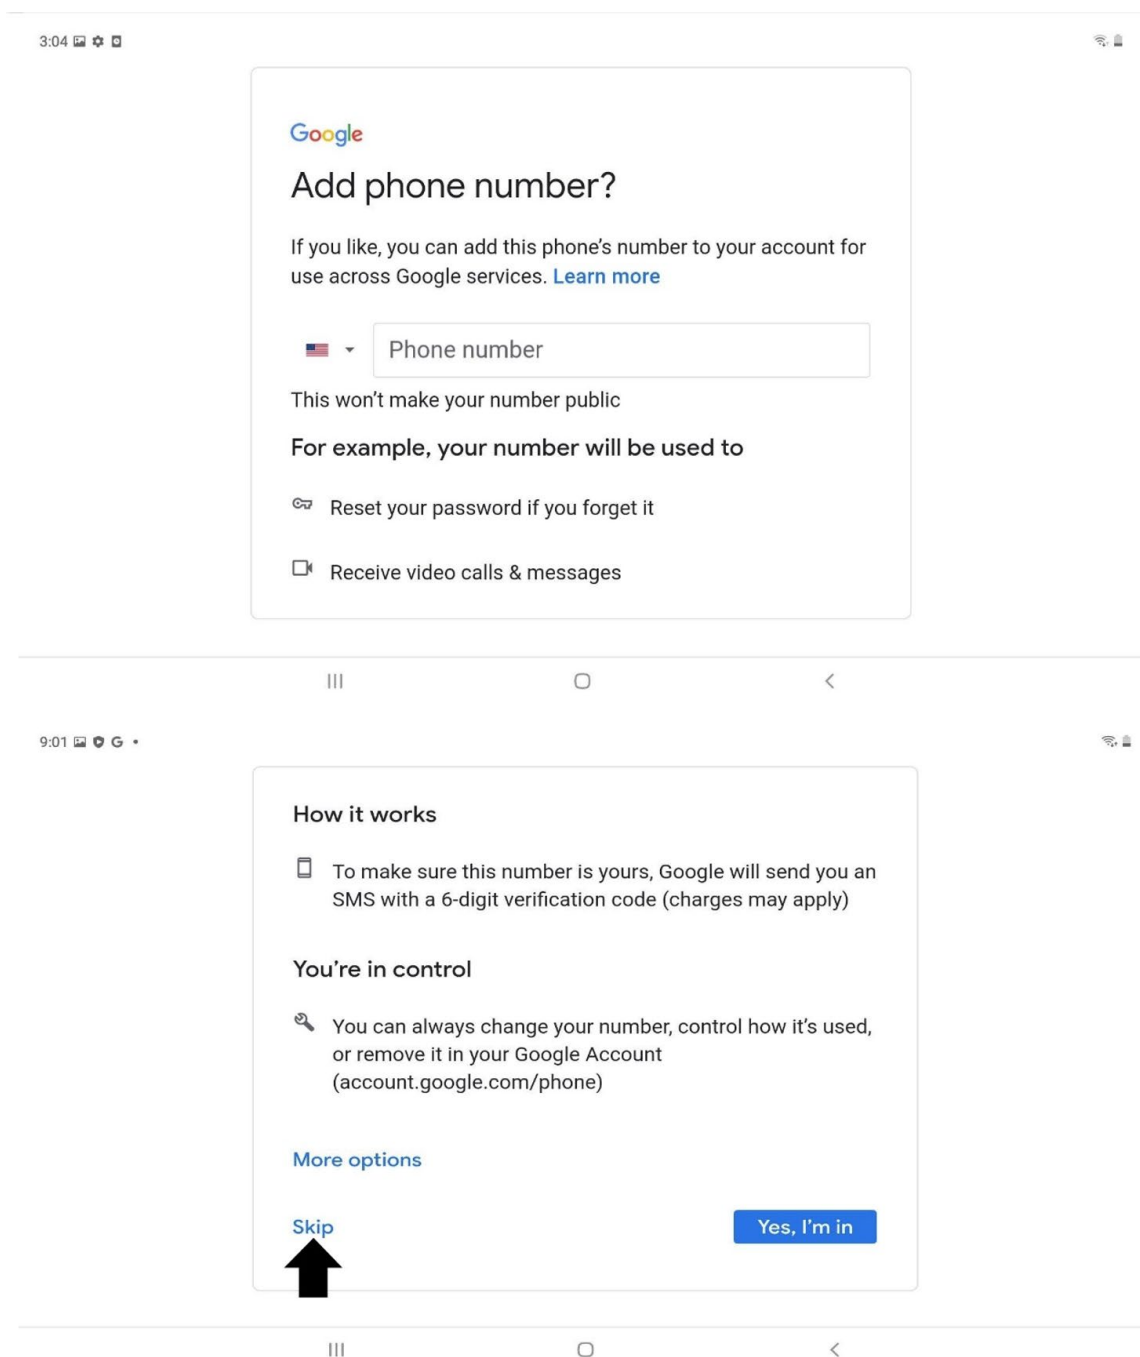 3:04
Google
Add phone number?
If you like, you can add this phone’s number to your account for
use across Google services. Learn more
Phone number
This won’t make your number public
For example, your number will be used to
Reset your password if you forget it
Receive video calls & messages
9:01 G
How it works
To make sure this number is yours, Google will send you an
SMS with a 6-digit verification code (charges may apply)
You’re in control
You can always change your number, control how it’s used,
or remove it in your Google Account
(account.google.com/phone)
More options
Skip
Yes, I’m in